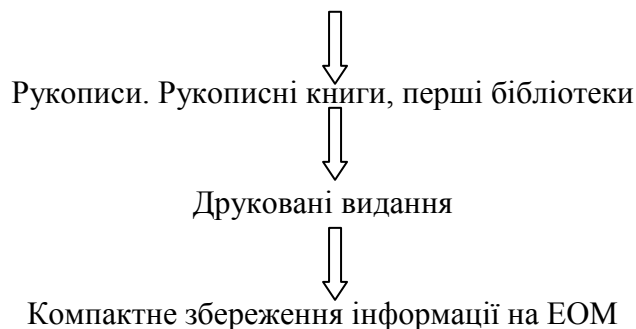 Рукописи. Рукописні книги, перші бібліотеки
Друковані видання
Компактне збереження інформації на ЕОМ